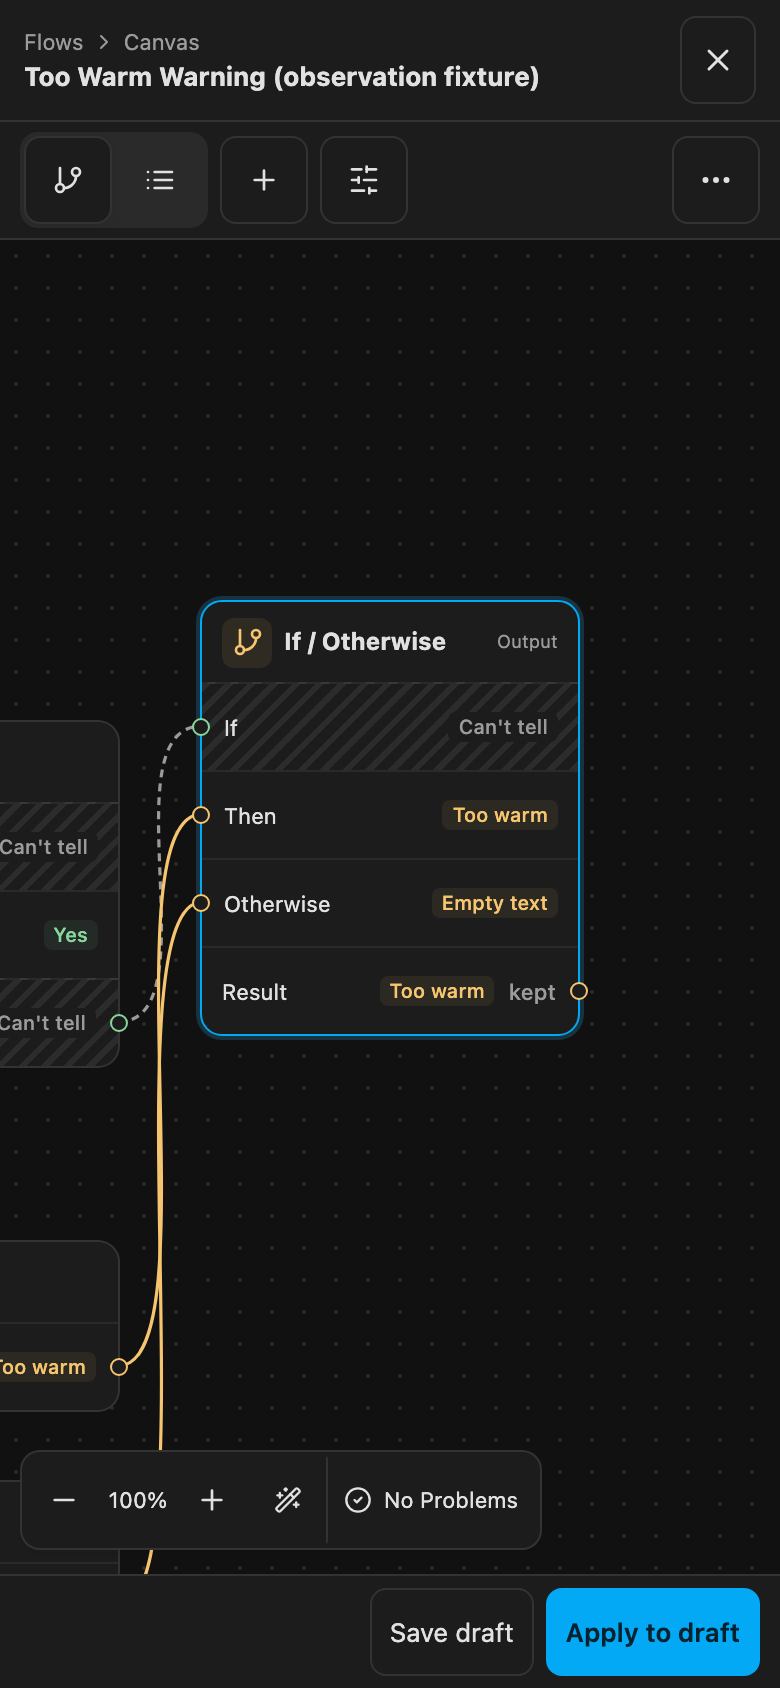 Flows > Canvas
Too Warm Warning (observation fixture)
If / Otherwise Output
If Can't tell
Then Too warm
Otherwise Empty text
Result Too warm kept
Can't tell
Yes
Can't tell
Too warm
100% No Problems
Save draft Apply to draft